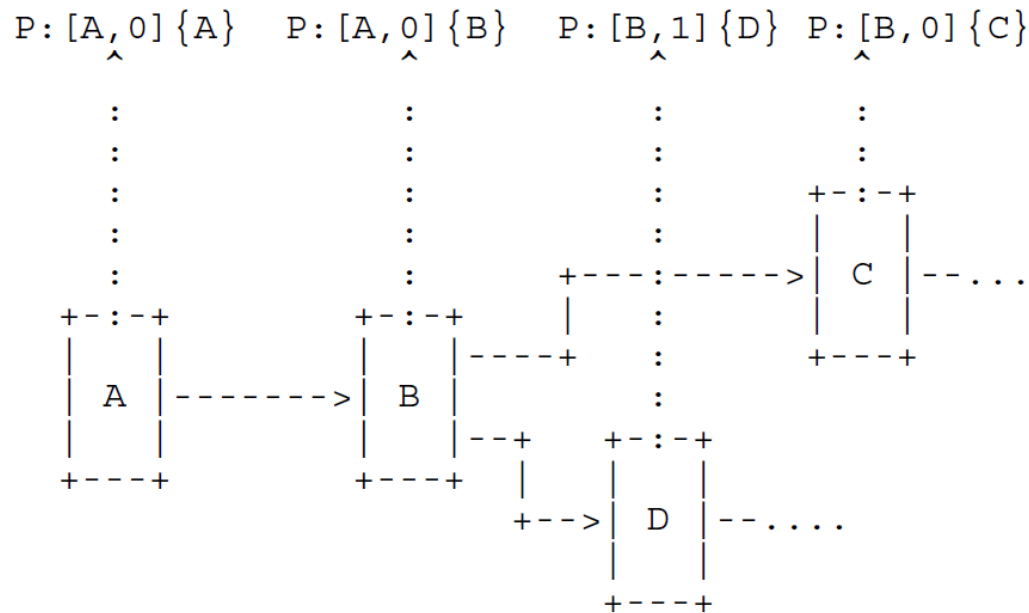 P:[A,0]{A}   P:[A,0]{B}   P:[B,1]{D} P:[B,0]{C}
    ^            ^           ^         ^
    :            :           :         :
    :            :           :         :
    :            :           :       +-:-+
    :            :           :       |   |
    :            :       +---:----->| C |--...
  +-:-+        +-:-+     |   :       |   |
  |   |        |   |----+    :       +---+
  | A |------->| B |         :
  |   |        |   |--+    +-:-+
  +---+        +---+  |    |   |
                      +-->| D |--....
                           |   |
                           +---+